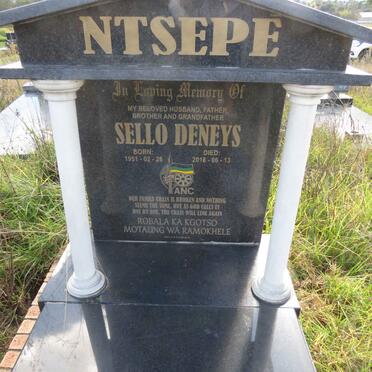 NTSEPE
In Loving Memory Of
MY BELOVED HUSBAND, FATHER,
BROTHER AND GRANDFATHER
SELLO DENEYS
BORN: DIED:
1951-02-26 2018-06-13
ANC
OUR FAMILY CHAIN IS BROKEN AND NOTHING
SEEMS THE SAME, BUT AS GOD CALLS US
ONE BY ONE, THE CHAIN WILL LINK AGAIN
ROBALA KA KGOTSO
MOTAUNG WA RAMOKHELE